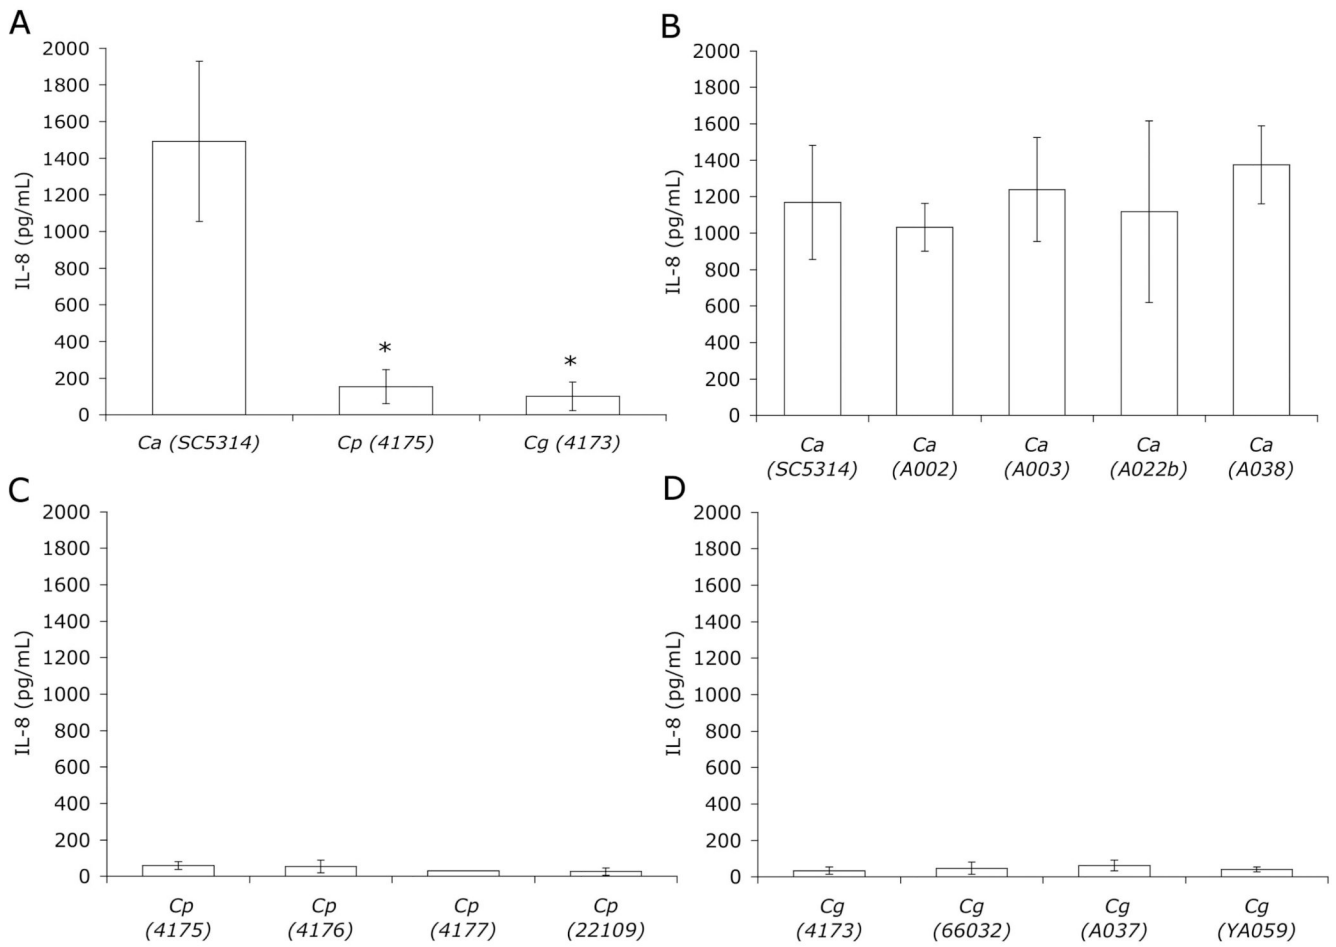 A
2000
1800
1600
1400
1200
1000
800
600
400
200
0
IL-8 (pg/mL)
*
*
Ca (SC5314)
Cp (4175)
Cg (4173)
B
2000
1800
1600
1400
1200
1000
800
600
400
200
0
IL-8 (pg/mL)
Ca
(SC5314)
Ca
(A002)
Ca
(A003)
Ca
(A022b)
Ca
(A038)
C
2000
1800
1600
1400
1200
1000
800
600
400
200
0
IL-8 (pg/mL)
Cp
(4175)
Cp
(4176)
Cp
(4177)
Cp
(22109)
D
2000
1800
1600
1400
1200
1000
800
600
400
200
0
IL-8 (pg/mL)
Cg
(4173)
Cg
(66032)
Cg
(A037)
Cg
(YA059)